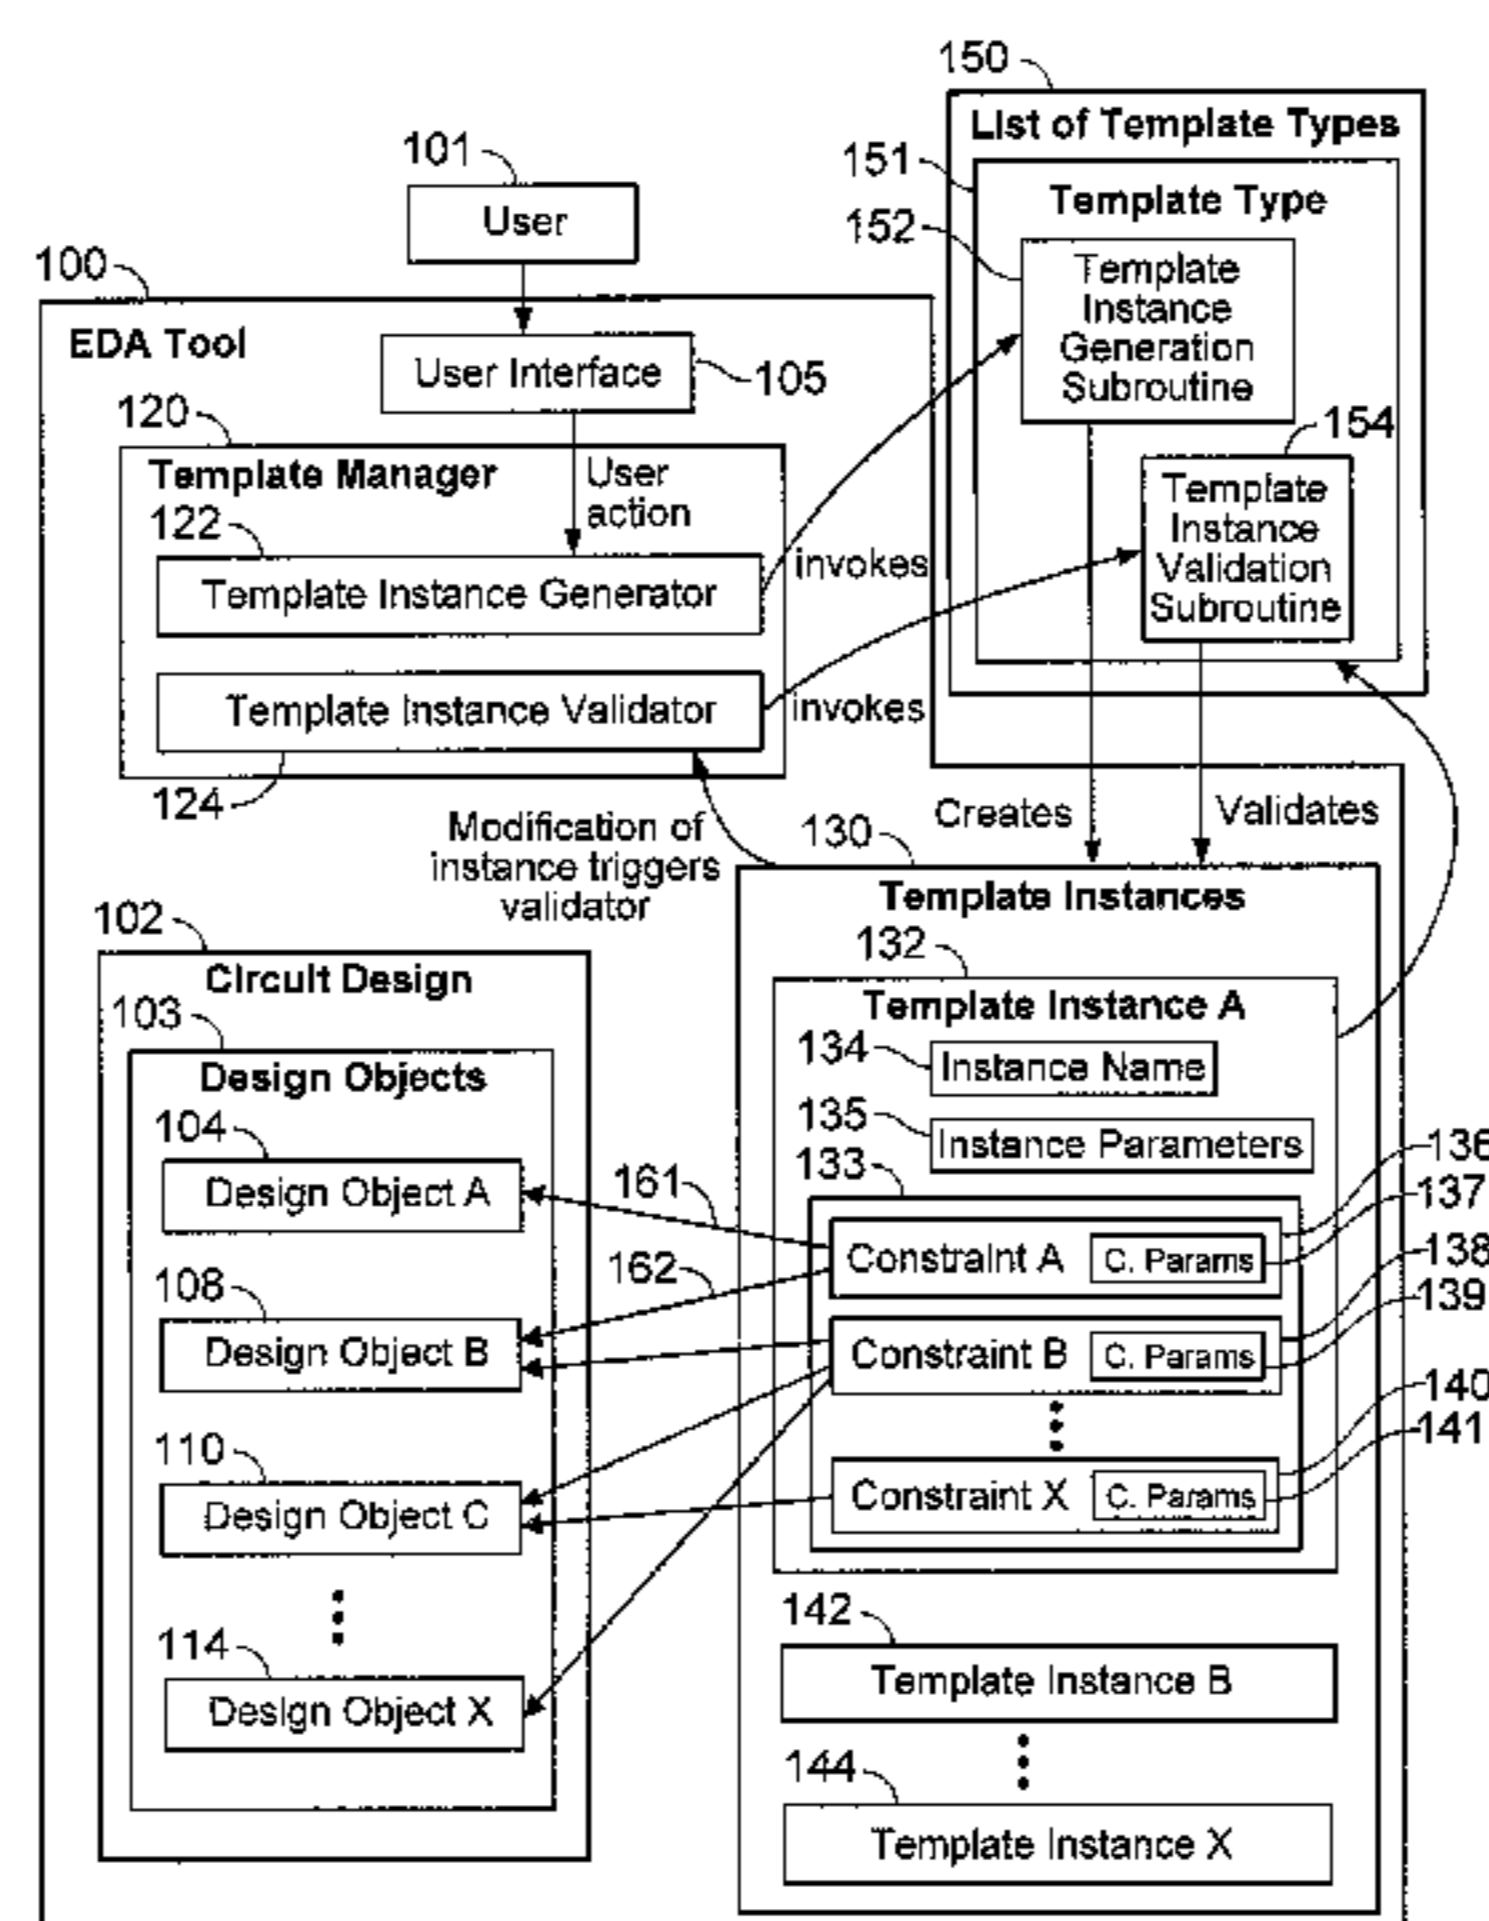 150
List of Template Types
101
151
User
Template Type
152
100
Template
Instance
Generation
Subroutine
EDA Tool
User Interface
105
120
154
Template Manager
User
action
Template
Instance
Validation
Subroutine
122
invokes
Template Instance Generator
Template Instance Validator
invokes
124
Creates
Validates
Modification of
instance triggers
validator
130
Template Instances
102
132
Circuit Design
Template Instance A
103
134
Instance Name
Design Objects
135
Instance Parameters
104
133
136
Design Object A
161
137
Constraint A
C. Params
138
162
139
108
Design Object B
Constraint B
C. Params
140
141
110
Constraint X
C. Params
Design Object C
142
114
Template Instance B
Design Object X
144
Template Instance X